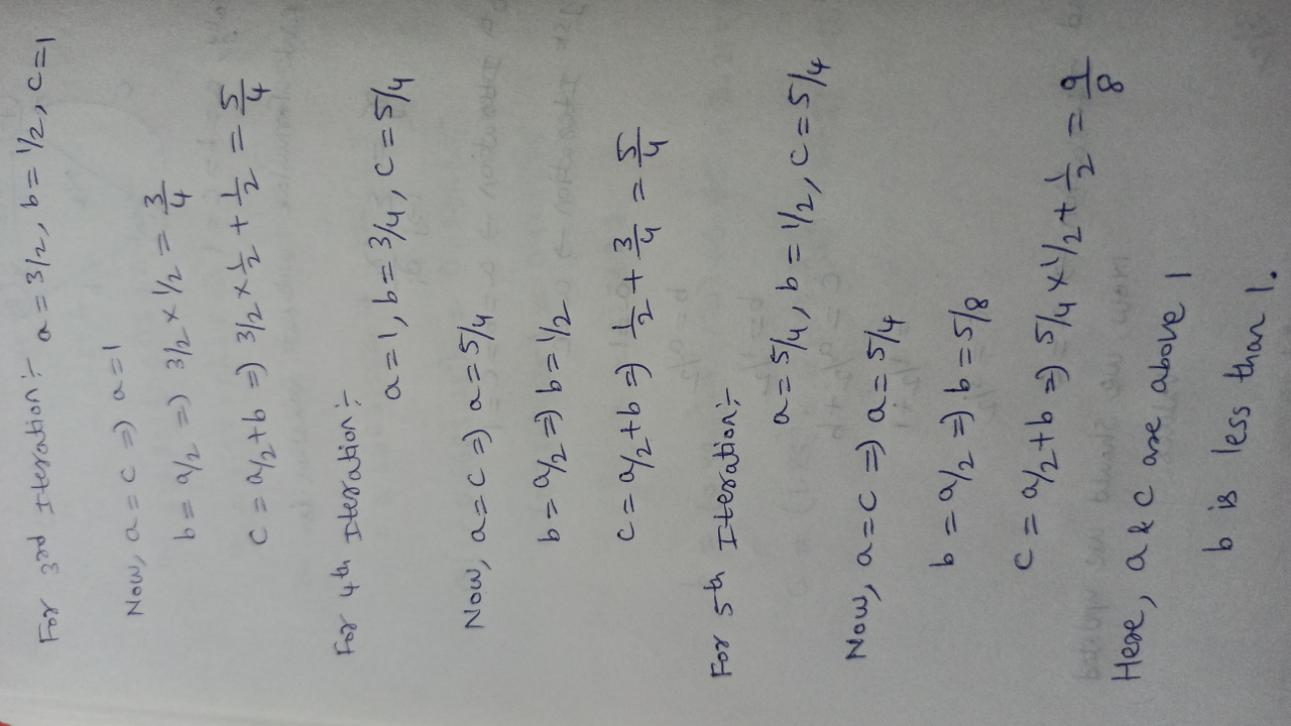 For 3rd Iteration :- a = 3/2, b = 1/2, c = 1
Now, a = c => a = 1
b = a/2 => 3/2 x 1/2 = 3/4
c = a/2 + b => 3/2 x 1/2 + 1/2 = 5/4
For 4th Iteration :-
a = 1, b = 3/4, c = 5/4
Now, a = c => a = 5/4
b = a/2 => b = 1/2
c = a/2 + b => 1/2 + 3/4 = 5/4
For 5th Iteration :-
a = 5/4, b = 1/2, c = 5/4
Now, a = c => a = 5/4
b = a/2 => b = 5/8
c = a/2 + b => 5/4 x 1/2 + 1/2 = 9/8
Here, a & c are above 1
b is less than 1.